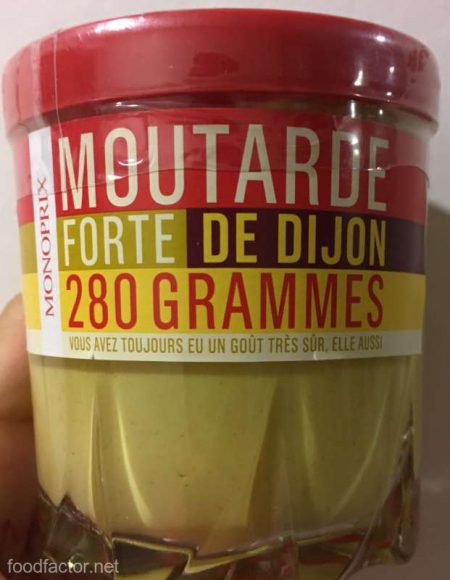 MONOPRIX
MOUTARDE
FORTE DE DIJON
280 GRAMMES
VOUS AVEZ TOUJOURS EU UN GOÛT TRÈS SÛR, ELLE AUSSI
foodfactor.net